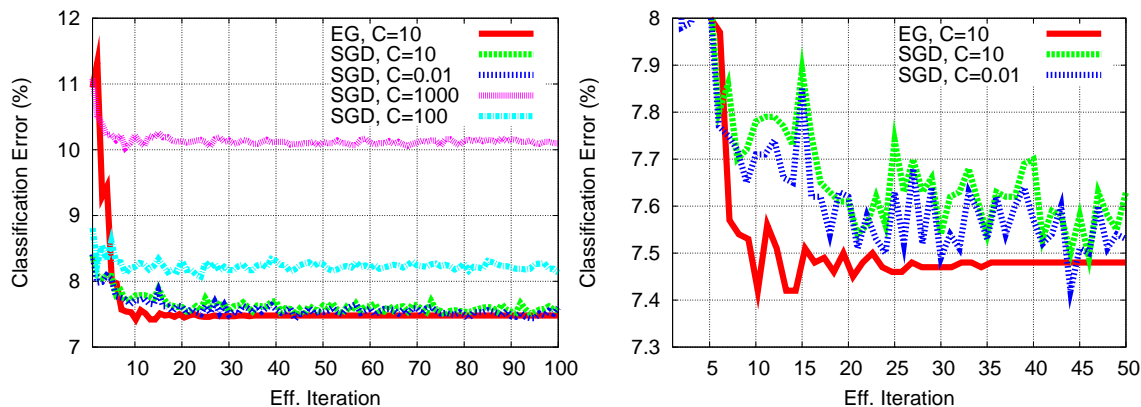 12
11
10
9
8
7
Classification Error (%)
EG, C=10
SGD, C=10
SGD, C=0.01
SGD, C=1000
SGD, C=100
10 20 30 40 50 60 70 80 90 100
Eff. Iteration
8
7.9
7.8
7.7
7.6
7.5
7.4
7.3
Classification Error (%)
EG, C=10
SGD, C=10
SGD, C=0.01
5 10 15 20 25 30 35 40 45 50
Eff. Iteration